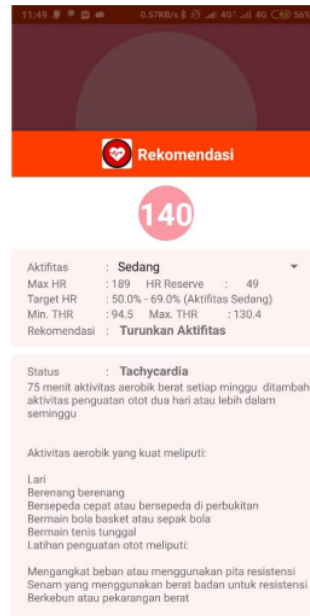 11:49 0.57KB/s 4G 4G 56%
Rekomendasi
140
Aktifitas : Sedang
Max HR : 189 HR Reserve : 49
Target HR : 50.0% - 69.0% (Aktifitas Sedang)
Min. THR : 94.5 Max. THR : 130.4
Rekomendasi : Turunkan Aktifitas
Status : Tachycardia
75 menit aktivitas aerobik berat setiap minggu ditambah
aktivitas penguatan otot dua hari atau lebih dalam
seminggu
Aktivitas aerobik yang kuat meliputi:
Lari
Berenang berenang
Bersepeda cepat atau bersepeda di perbukitan
Bermain bola basket atau sepak bola
Bermain tenis tunggal
Latihan penguatan otot meliputi:
Mengangkat beban atau menggunakan pita resistensi
Senam yang menggunakan berat badan untuk resistensi
Berkebun atau pekarangan berat